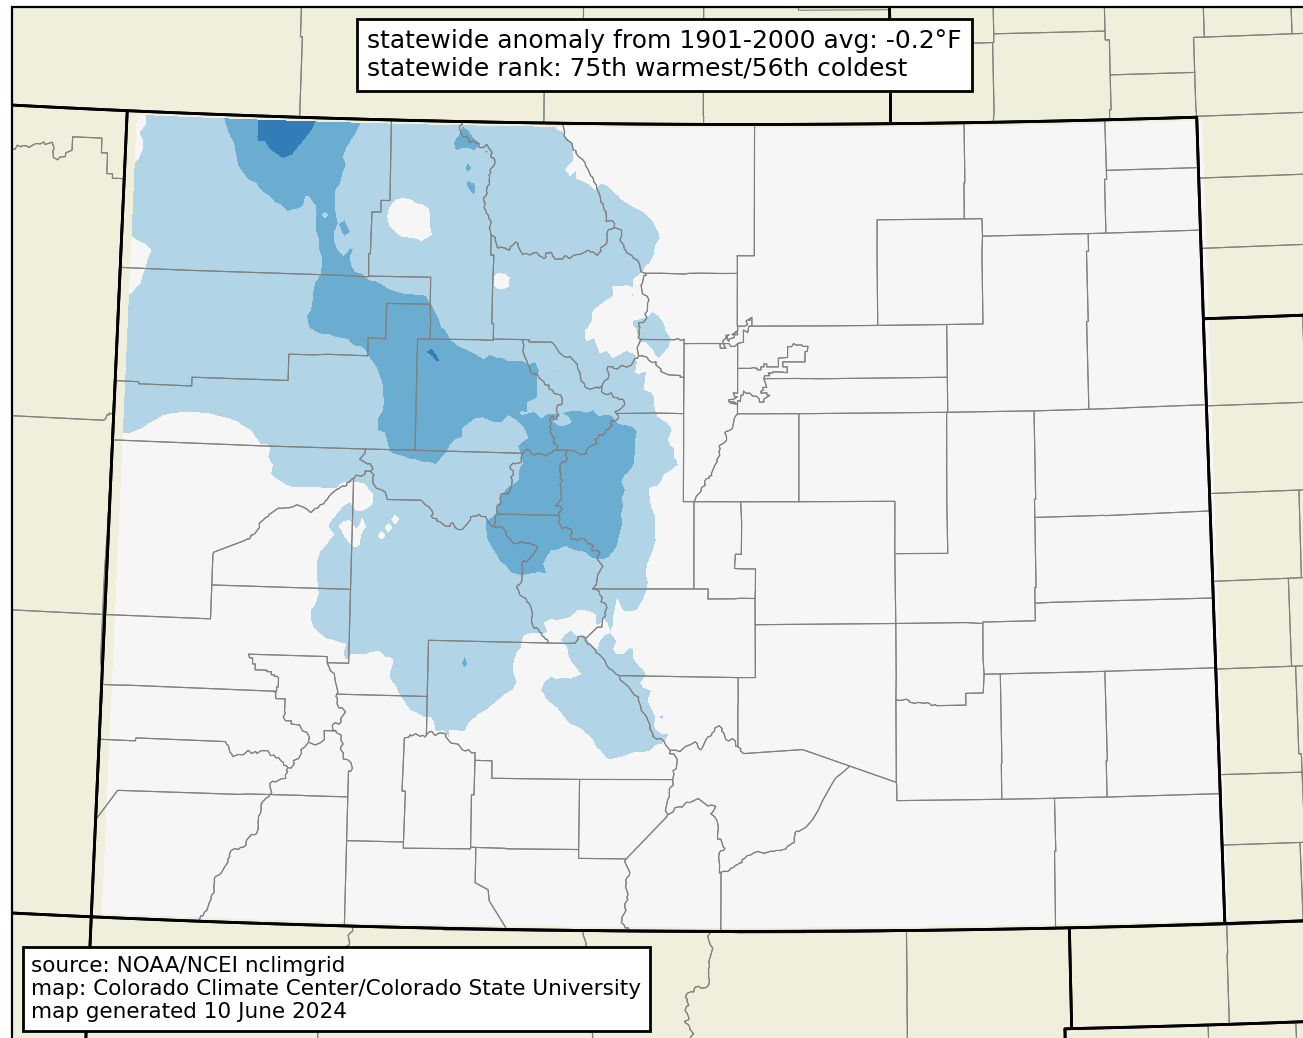 statewide anomaly from 1901-2000 avg: -0.2°F
statewide rank: 75th warmest/56th coldest
source: NOAA/NCEI nclimgrid
map: Colorado Climate Center/Colorado State University
map generated 10 June 2024